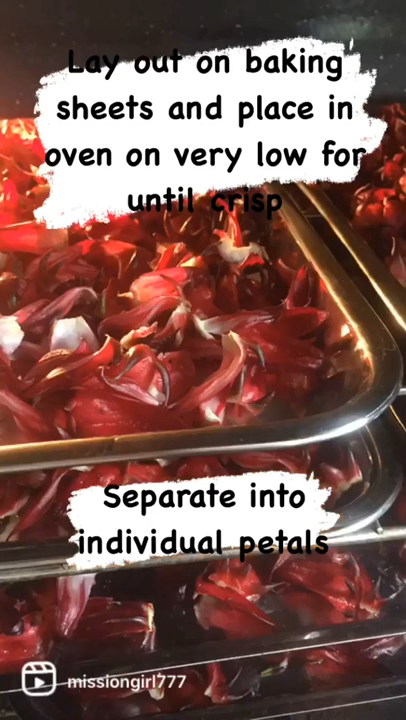 Lay out on baking
sheets and place in
oven on very low for
until crisp
Separate into
individual petals
missiongirl777